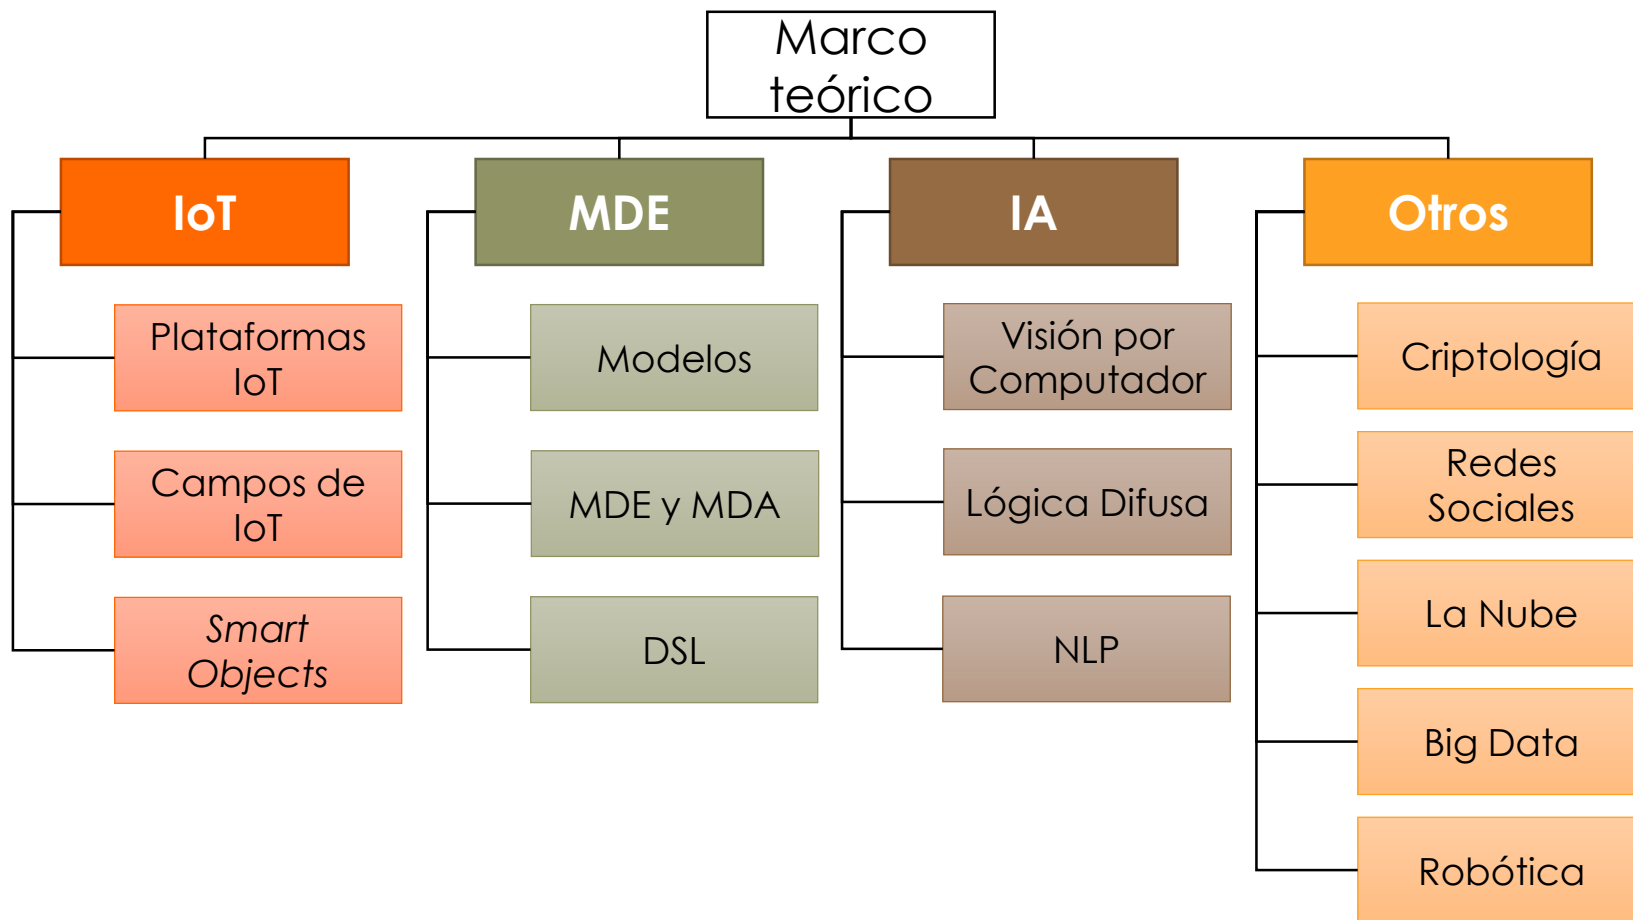 Marco
teórico
IoT
Plataformas
IoT
Campos de
IoT
Smart
Objects
MDE
Modelos
MDE y MDA
DSL
IA
Visión por
Computador
Lógica Difusa
NLP
Otros
Criptología
Redes
Sociales
La Nube
Big Data
Robótica